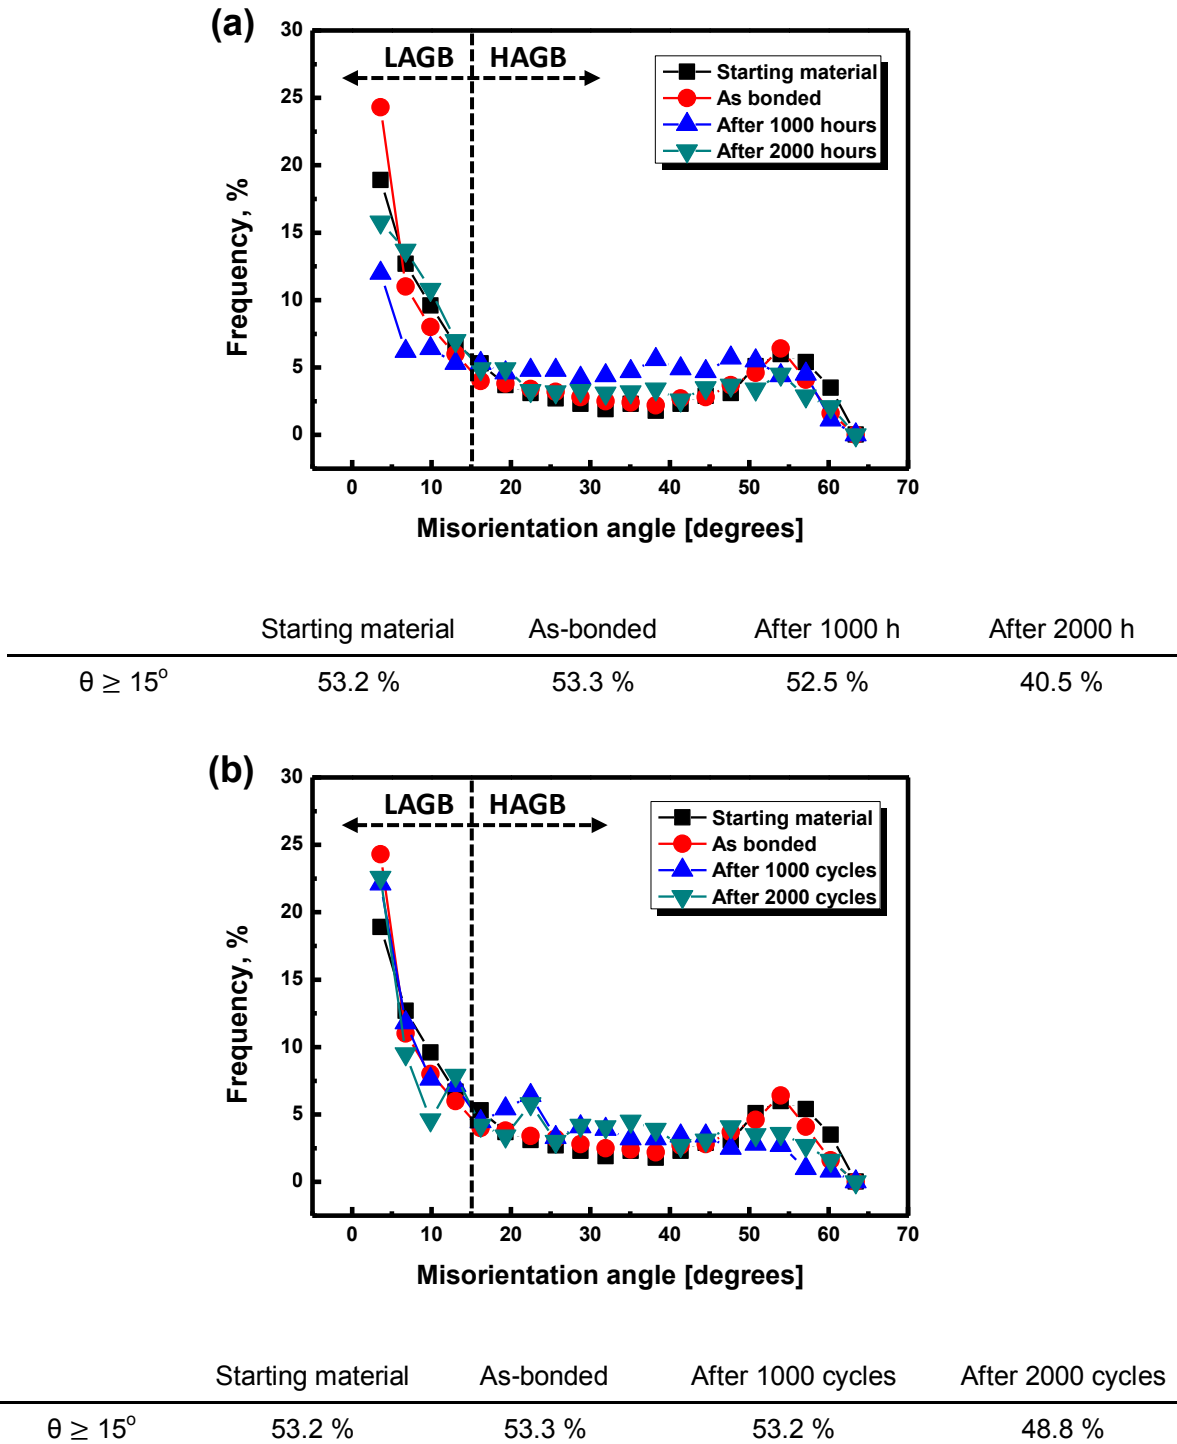 (a)
30
25
20
15
10
5
0
Frequency, %
LAGB HAGB
Starting material
As bonded
After 1000 hours
After 2000 hours
0 10 20 30 40 50 60 70
Misorientation angle [degrees]
Starting material As-bonded After 1000 h After 2000 h
θ ≥ 15° 53.2 % 53.3 % 52.5 % 40.5 %
(b)
30
25
20
15
10
5
0
Frequency, %
LAGB HAGB
Starting material
As bonded
After 1000 cycles
After 2000 cycles
0 10 20 30 40 50 60 70
Misorientation angle [degrees]
Starting material As-bonded After 1000 cycles After 2000 cycles
θ ≥ 15° 53.2 % 53.3 % 53.2 % 48.8 %